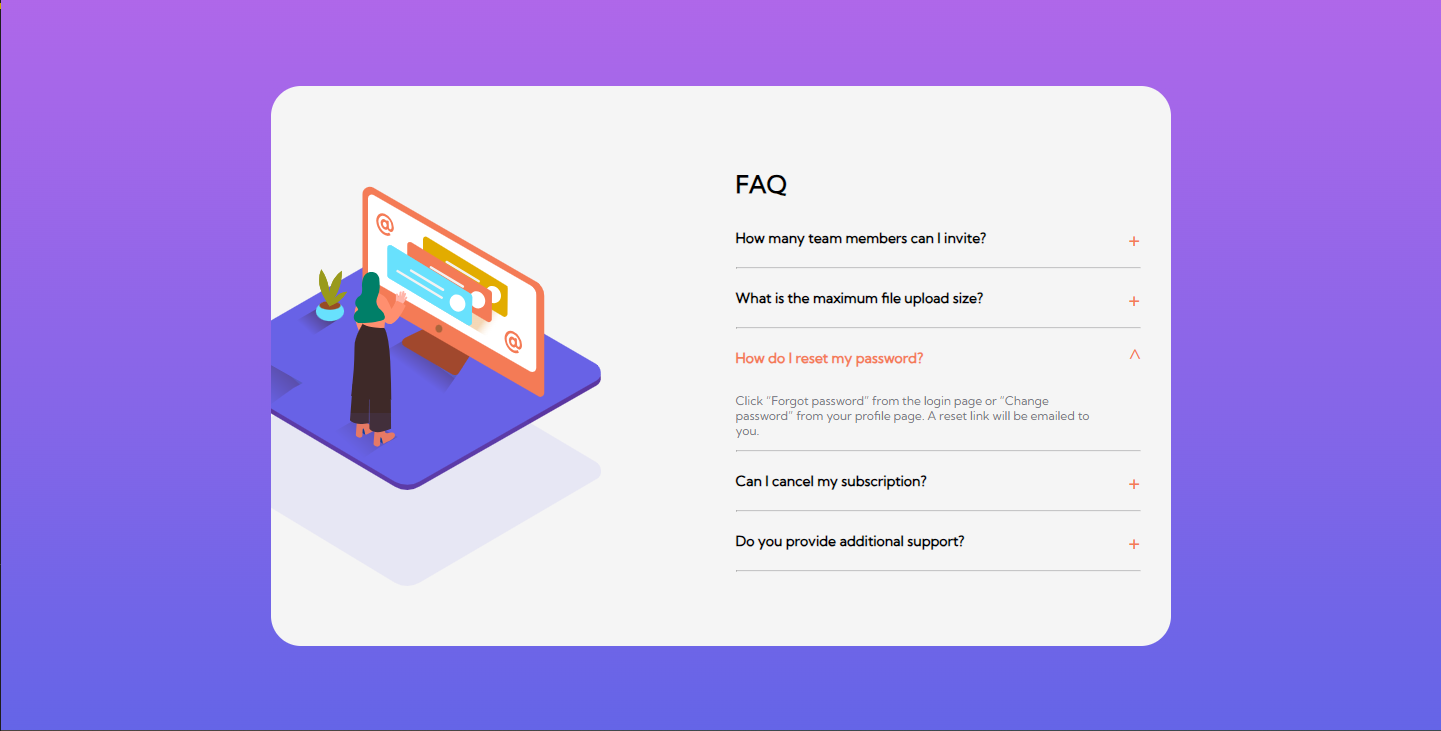 FAQ
How many team members can I invite?
+
What is the maximum file upload size?
+
How do I reset my password?
^
Click “Forgot password” from the login page or “Change
password” from your profile page. A reset link will be emailed to
you.
Can I cancel my subscription?
+
Do you provide additional support?
+
@
@